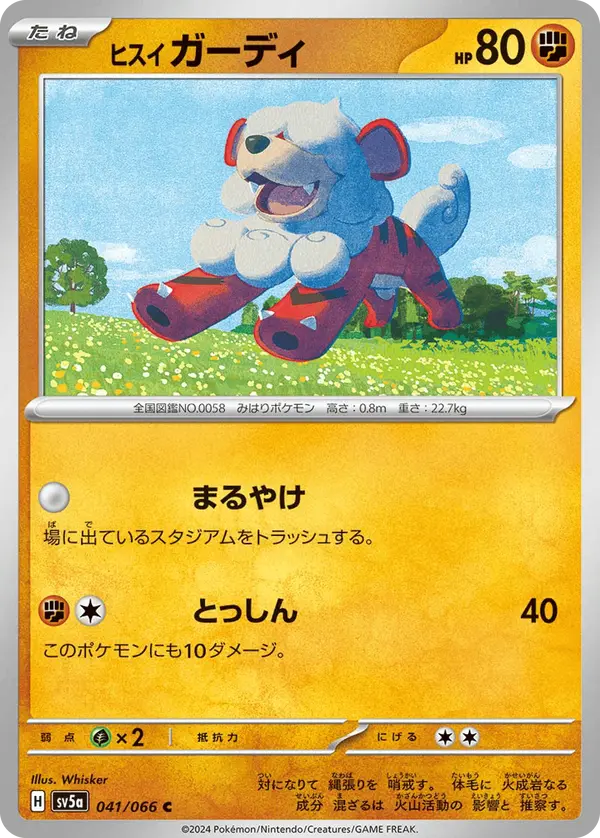 たね
ヒスイガーディ HP80
全国図鑑NO.0058 みはりポケモン 高さ：0.8m 重さ：22.7kg
まるやけ
場に出ているスタジアムをトラッシュする。
とっしん 40
このポケモンにも10ダメージ。
弱点 ×2 抵抗力 にげる
Illus. Whisker
H sv5a 041/066 C
対になりて 縄張りを 哨戒す。 体毛に 火成岩なる
成分 混ざるは 火山活動の 影響と 推察す。
©2024 Pokémon/Nintendo/Creatures/GAME FREAK.